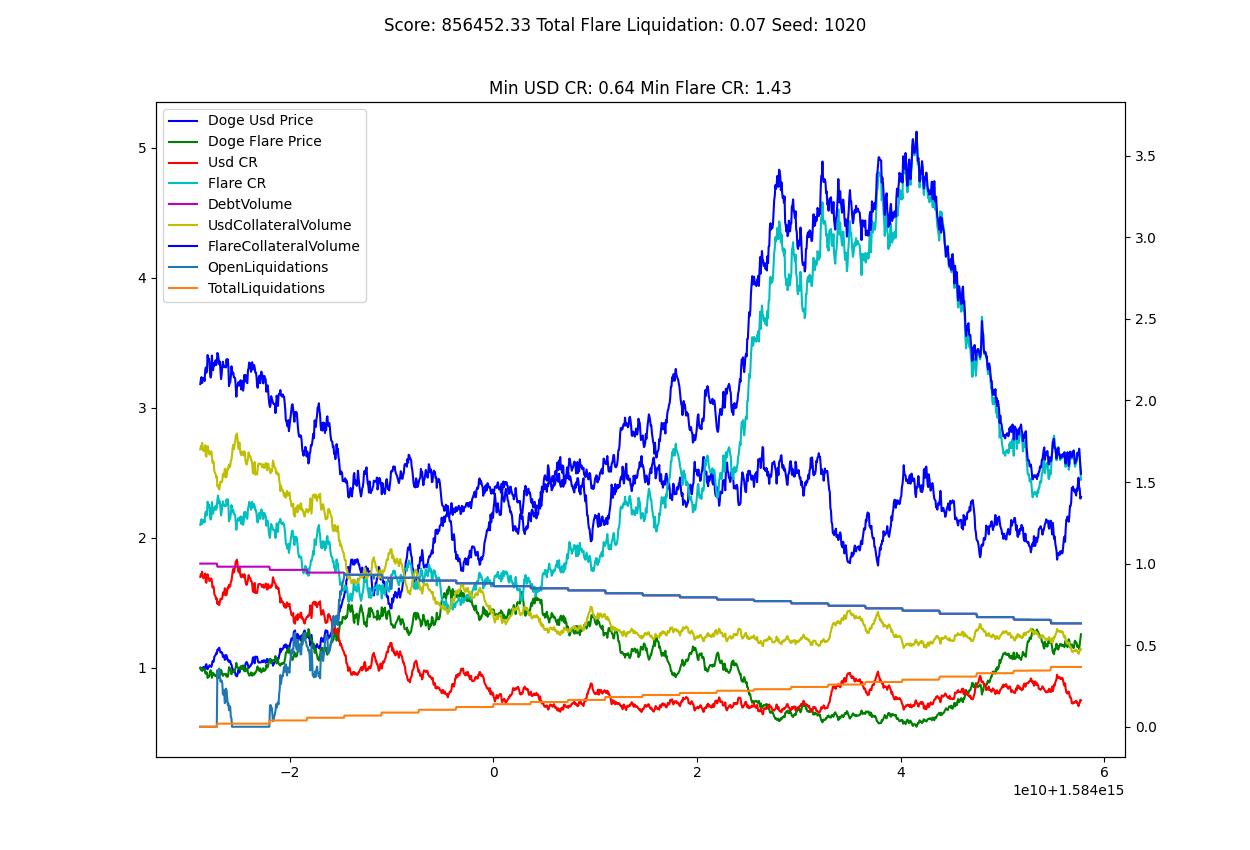 Score: 856452.33 Total Flare Liquidation: 0.07 Seed: 1020
Min USD CR: 0.64 Min Flare CR: 1.43
Doge Usd Price
Doge Flare Price
Usd CR
Flare CR
DebtVolume
UsdCollateralVolume
FlareCollateralVolume
OpenLiquidations
TotalLiquidations
5
4
3
2
1
3.5
3.0
2.5
2.0
1.5
1.0
0.5
0.0
−2
0
2
4
6
1e10+1.584e15